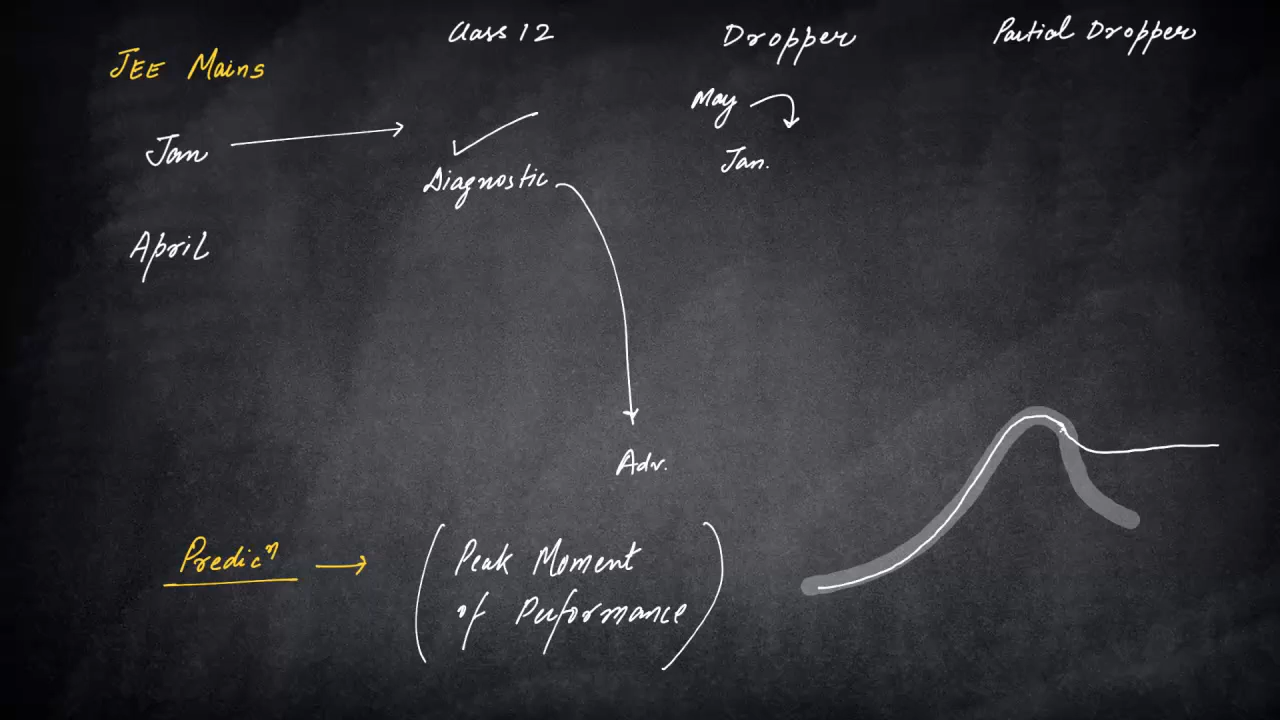 Class 12
Dropper
Partial Dropper
JEE Mains
May
Jan
Jan.
Diagnostic
April
Adv.
Predicⁿ
Peak Moment
of Performance